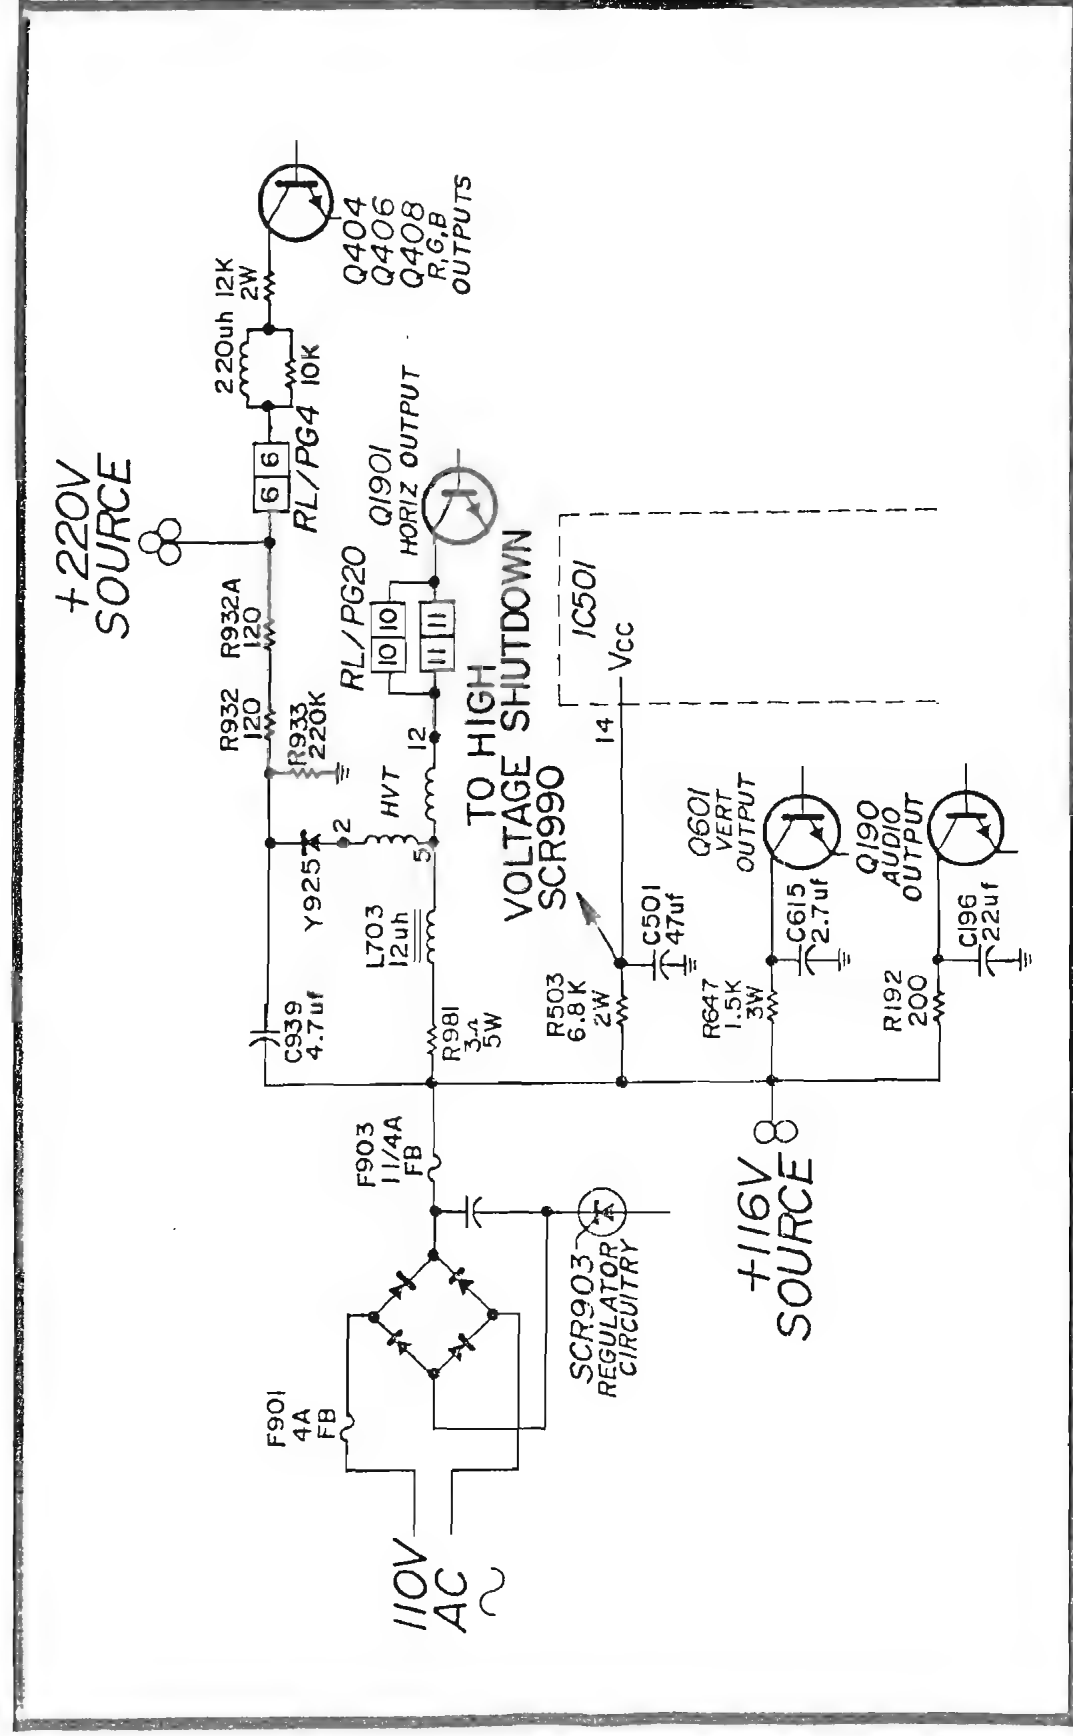 +220V
SOURCE
220uh
12K
2W
10K
Q404
Q406
Q408
R,G,B
OUTPUTS
RL/PG4
6 6
R932A
120
R932
120
R933
220K
Q1901
HORIZ OUTPUT
RL/PG20
10 10
11 11
12
HVT
2
5
Y925
L703
12uh
C939
4.7uf
R981
3Ω
5W
TO HIGH
VOLTAGE SHUTDOWN
SCR990
IC501
Vcc
14
C501
47uf
R503
6.8K
2W
Q601
VERT
OUTPUT
C615
2.7uf
R647
1.5K
3W
Q190
AUDIO
OUTPUT
C196
22uf
R192
200
F903
1 1/4A
FB
F901
4A
FB
SCR903
REGULATOR
CIRCUITRY
+116V
SOURCE
110V
AC
~